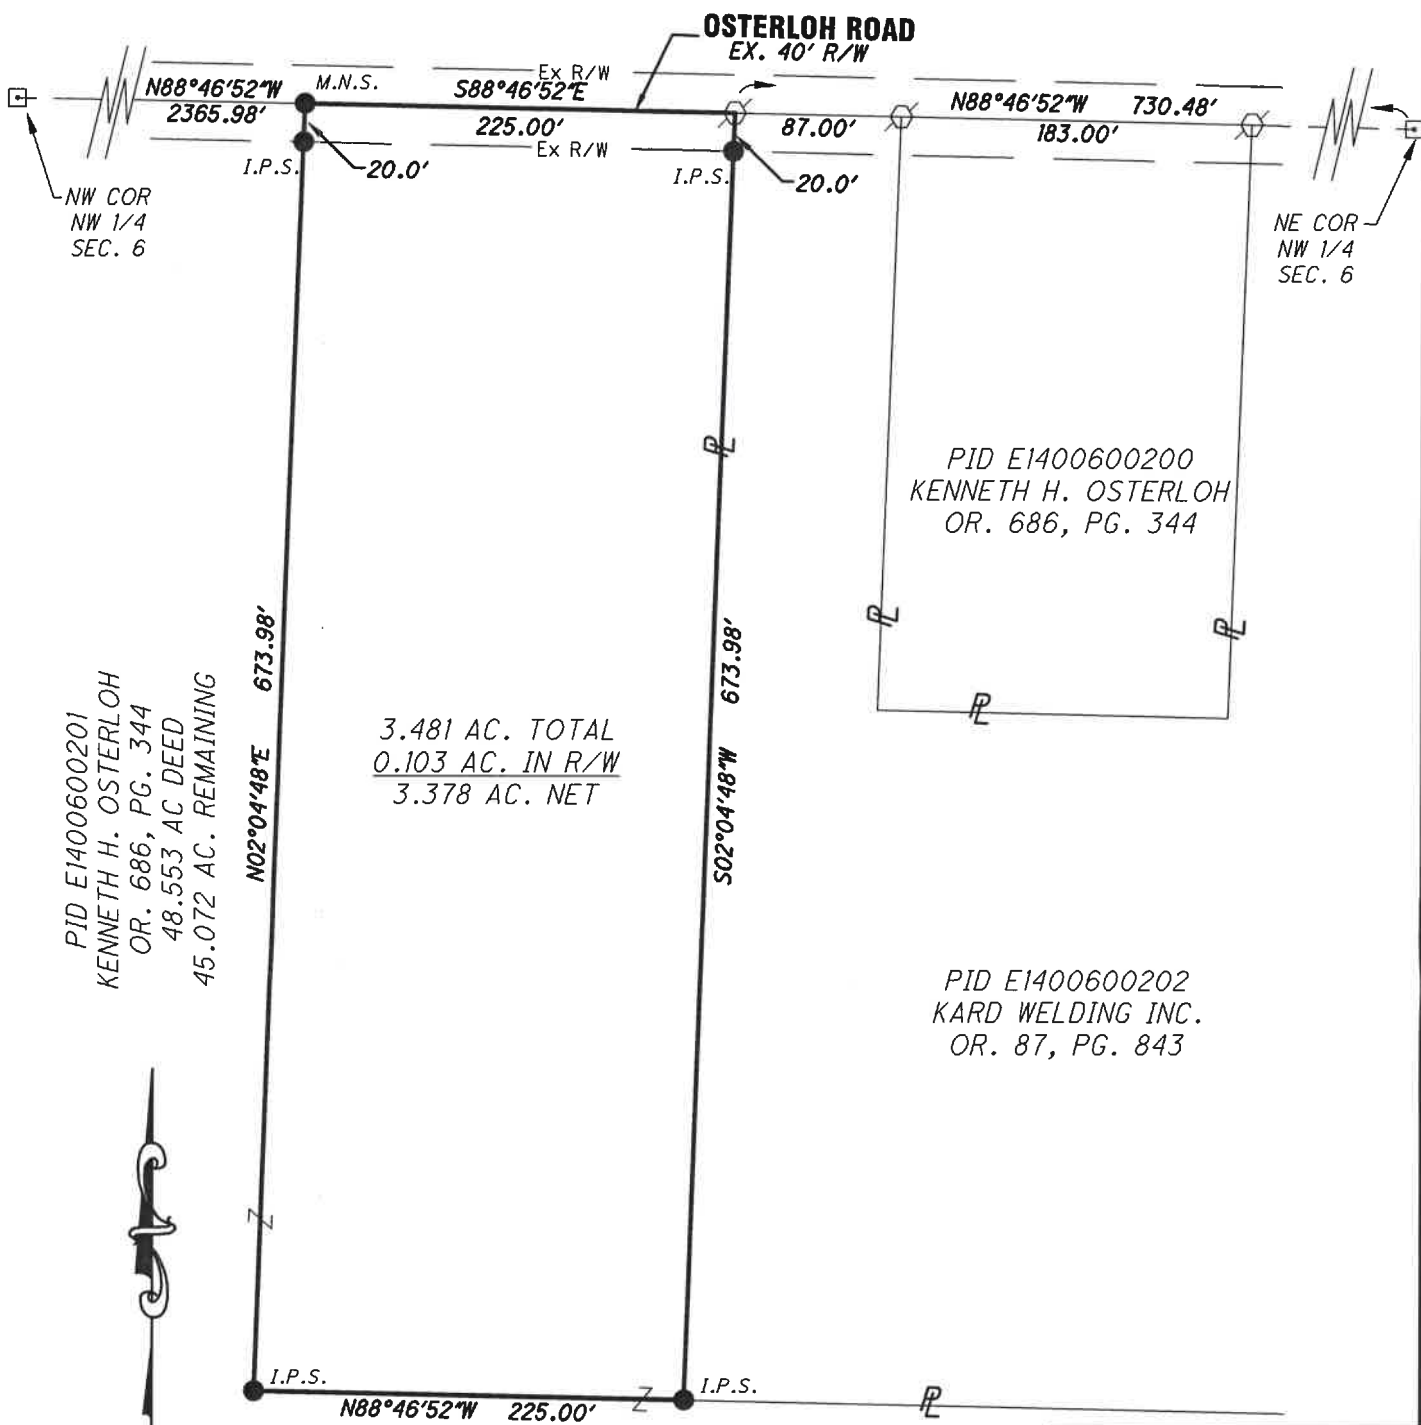 OSTERLOH ROAD
EX. 40' R/W
N88°46'52"W
2365.98'
M.N.S.
Ex R/W
S88°46'52"E
225.00'
Ex R/W
87.00'
N88°46'52"W 730.48'
183.00'
I.P.S.
20.0'
I.P.S.
20.0'
NW COR
NW 1/4
SEC. 6
NE COR
NW 1/4
SEC. 6
PL
PID E1400600200
KENNETH H. OSTERLOH
OR. 686, PG. 344
PL
PL
PL
N02°04'48"E 673.98'
S02°04'48"W 673.98'
3.481 AC. TOTAL
0.103 AC. IN R/W
3.378 AC. NET
PID E1400600201
KENNETH H. OSTERLOH
OR. 686, PG. 344
48.553 AC DEED
45.072 AC. REMAINING
PID E1400600202
KARD WELDING INC.
OR. 87, PG. 843
Z
I.P.S.
N88°46'52"W 225.00'
Z
I.P.S.
PL